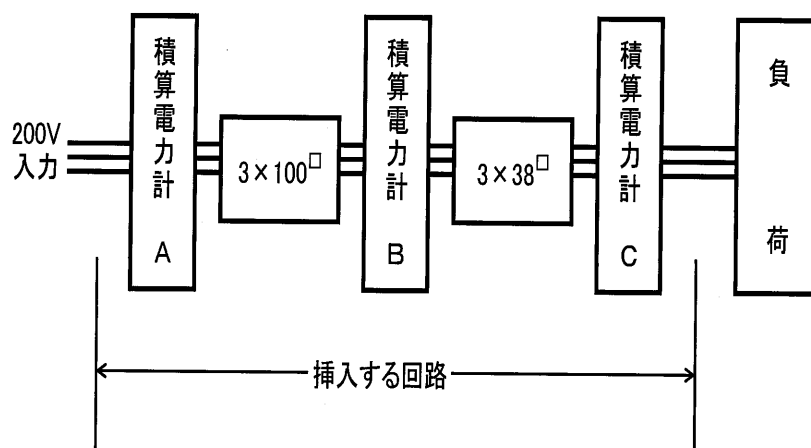 200V
入力
積算電力計 A
3×100□
積算電力計 B
3×38□
積算電力計 C
負荷
挿入する回路